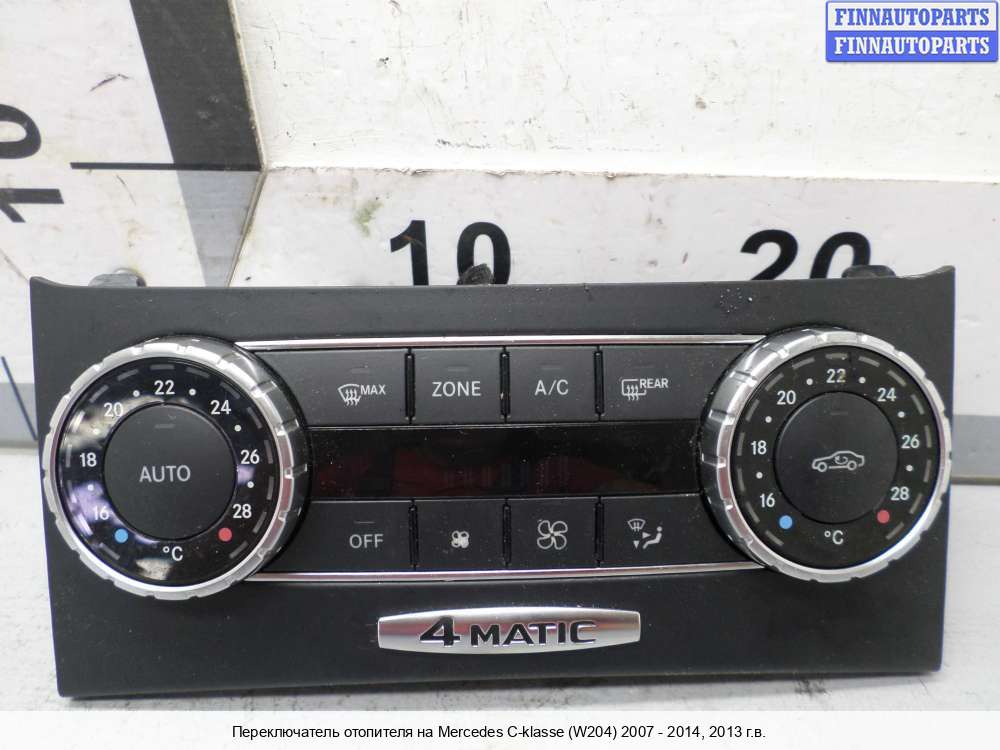 FINNAUTOPARTS
FINNAUTOPARTS
10
10
20
MAX
ZONE
A/C
REAR
16 18 20 22 24 26 28
AUTO
°C
16 18 20 22 24 26 28
°C
OFF
4MATIC
Переключатель отопителя на Mercedes C-klasse (W204) 2007 - 2014, 2013 г.в.